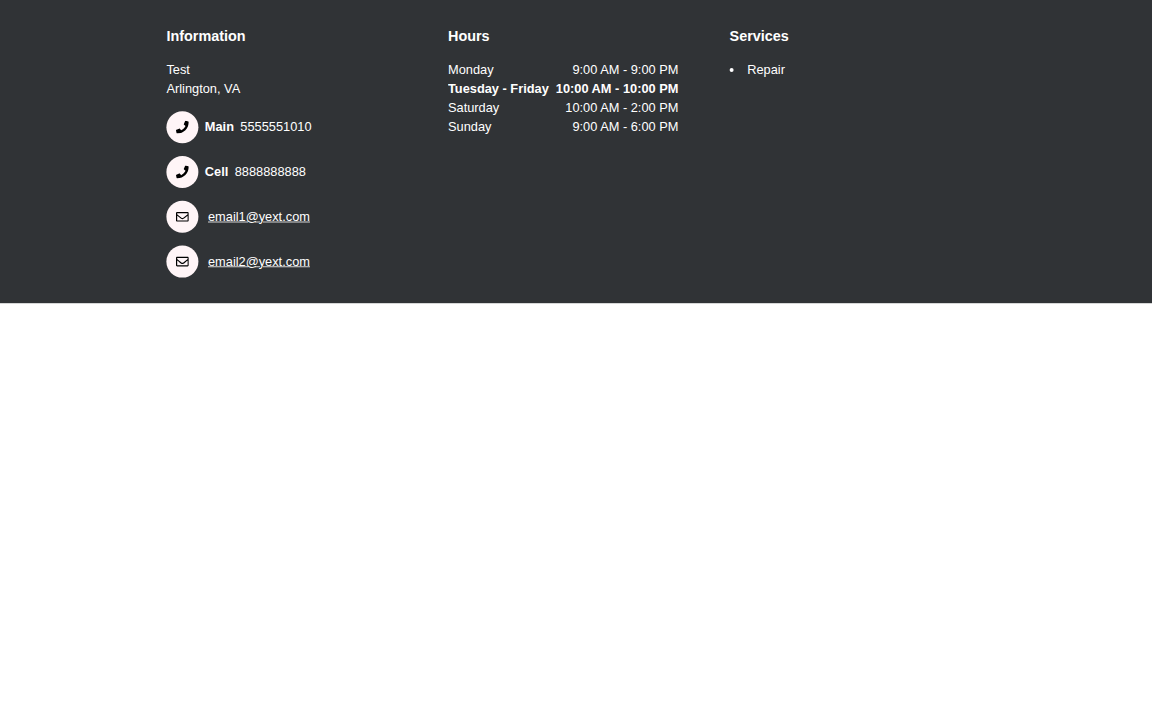 Information
Test
Arlington, VA
Main 5555551010
Cell 8888888888
email1@yext.com
email2@yext.com
Hours
Monday 9:00 AM - 9:00 PM
Tuesday - Friday 10:00 AM - 10:00 PM
Saturday 10:00 AM - 2:00 PM
Sunday 9:00 AM - 6:00 PM
Services
• Repair